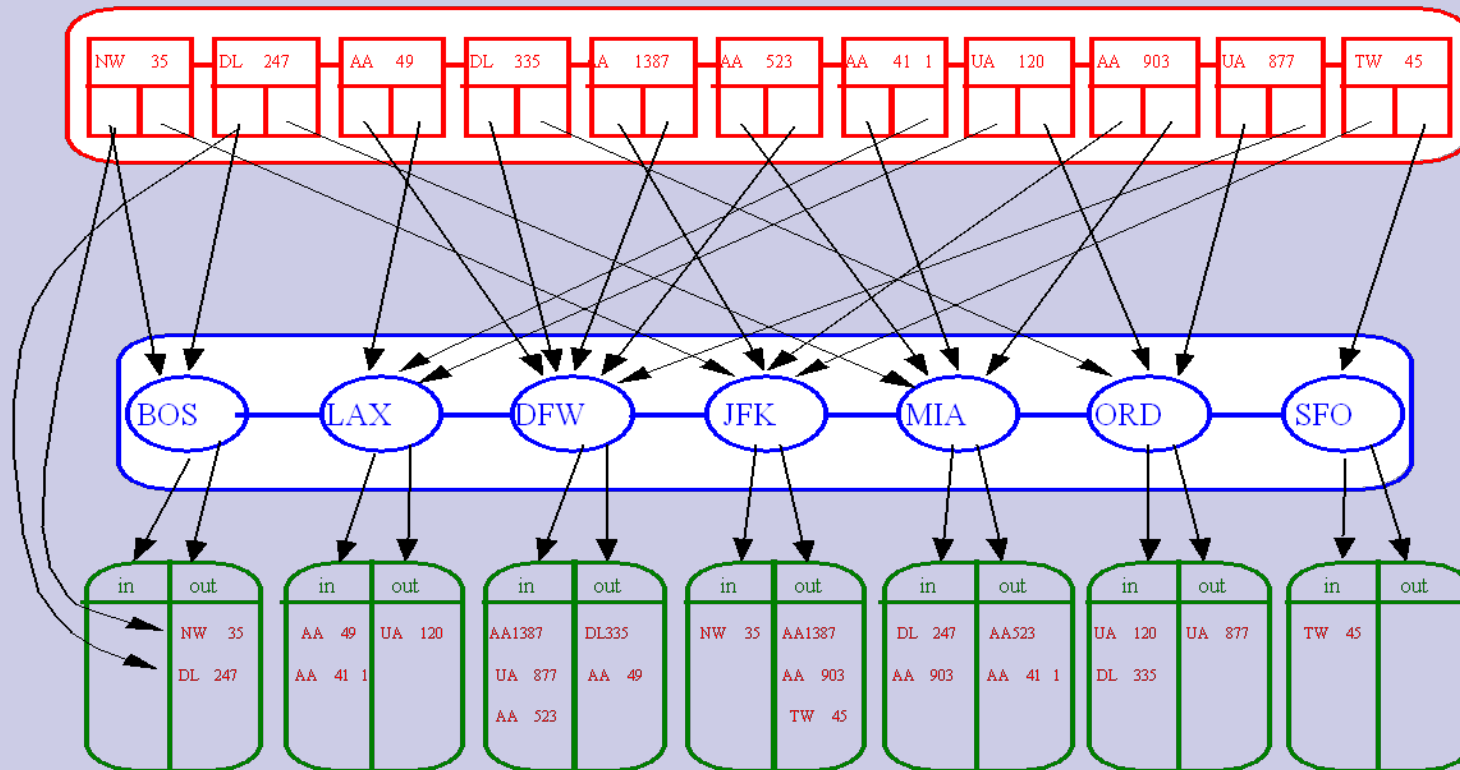 NW 35 DL 247 AA 49 DL 335 AA 1387 AA 523 AA 41 1 UA 120 AA 903 UA 877 TW 45
BOS LAX DFW JFK MIA ORD SFO
in out in out in out in out in out in out in out
NW 35 AA 49 UA 120 AA1387 DL335 NW 35 AA1387 DL 247 AA523 UA 120 UA 877 TW 45
DL 247 AA 41 1 UA 877 AA 49 AA 903 AA 903 AA 41 1 DL 335
AA 523 TW 45